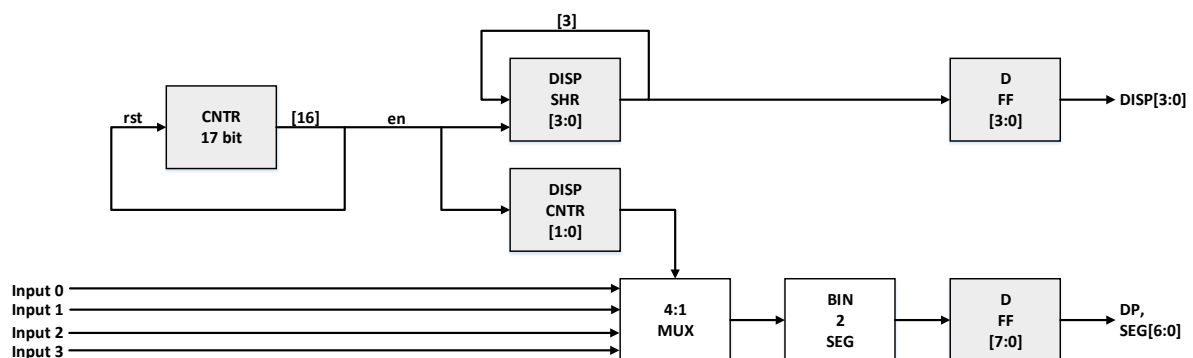 [3]
DISP
SHR
[3:0]
D
FF
[3:0]
DISP[3:0]
rst
CNTR
17 bit
[16]
en
DISP
CNTR
[1:0]
Input 0
Input 1
Input 2
Input 3
4:1
MUX
BIN
2
SEG
D
FF
[7:0]
DP,
SEG[6:0]